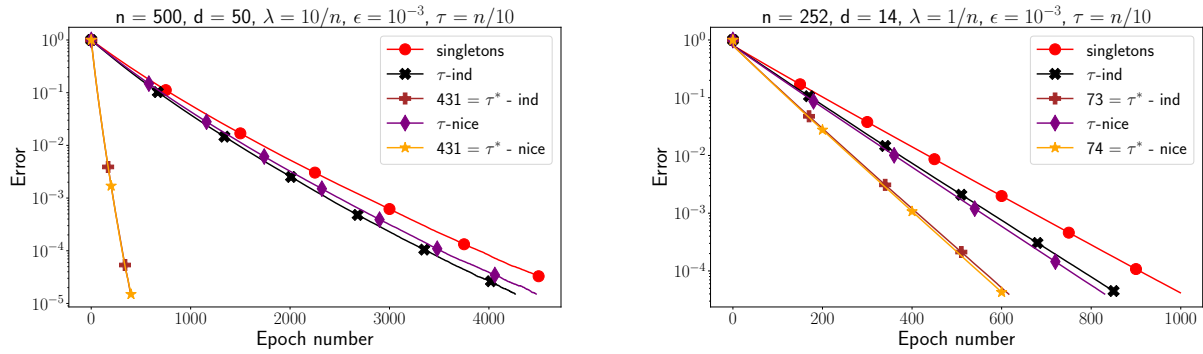 n = 500, d = 50, λ = 10/n, ϵ = 10⁻³, τ = n/10
10⁰
10⁻¹
10⁻²
10⁻³
10⁻⁴
10⁻⁵
Error
singletons
τ-ind
431 = τ* - ind
τ-nice
431 = τ* - nice
0 1000 2000 3000 4000
Epoch number
n = 252, d = 14, λ = 1/n, ϵ = 10⁻³, τ = n/10
10⁰
10⁻¹
10⁻²
10⁻³
10⁻⁴
Error
singletons
τ-ind
73 = τ* - ind
τ-nice
74 = τ* - nice
0 200 400 600 800 1000
Epoch number